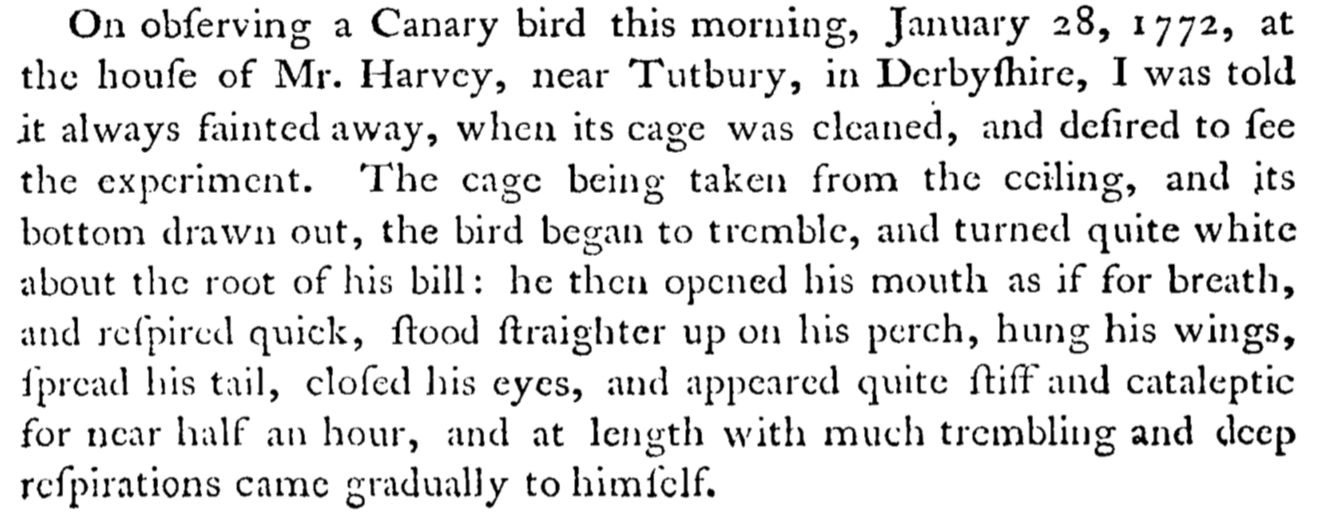 On obſerving a Canary bird this morning, January 28, 1772, at
the houſe of Mr. Harvey, near Tutbury, in Derbyſhire, I was told
it always fainted away, when its cage was cleaned, and deſired to ſee
the experiment. The cage being taken from the ceiling, and its
bottom drawn out, the bird began to tremble, and turned quite white
about the root of his bill: he then opened his mouth as if for breath,
and reſpired quick, ſtood ſtraighter up on his perch, hung his wings,
ſpread his tail, cloſed his eyes, and appeared quite ſtiff and cataleptic
for near half an hour, and at length with much trembling and deep
reſpirations came gradually to himſelf.